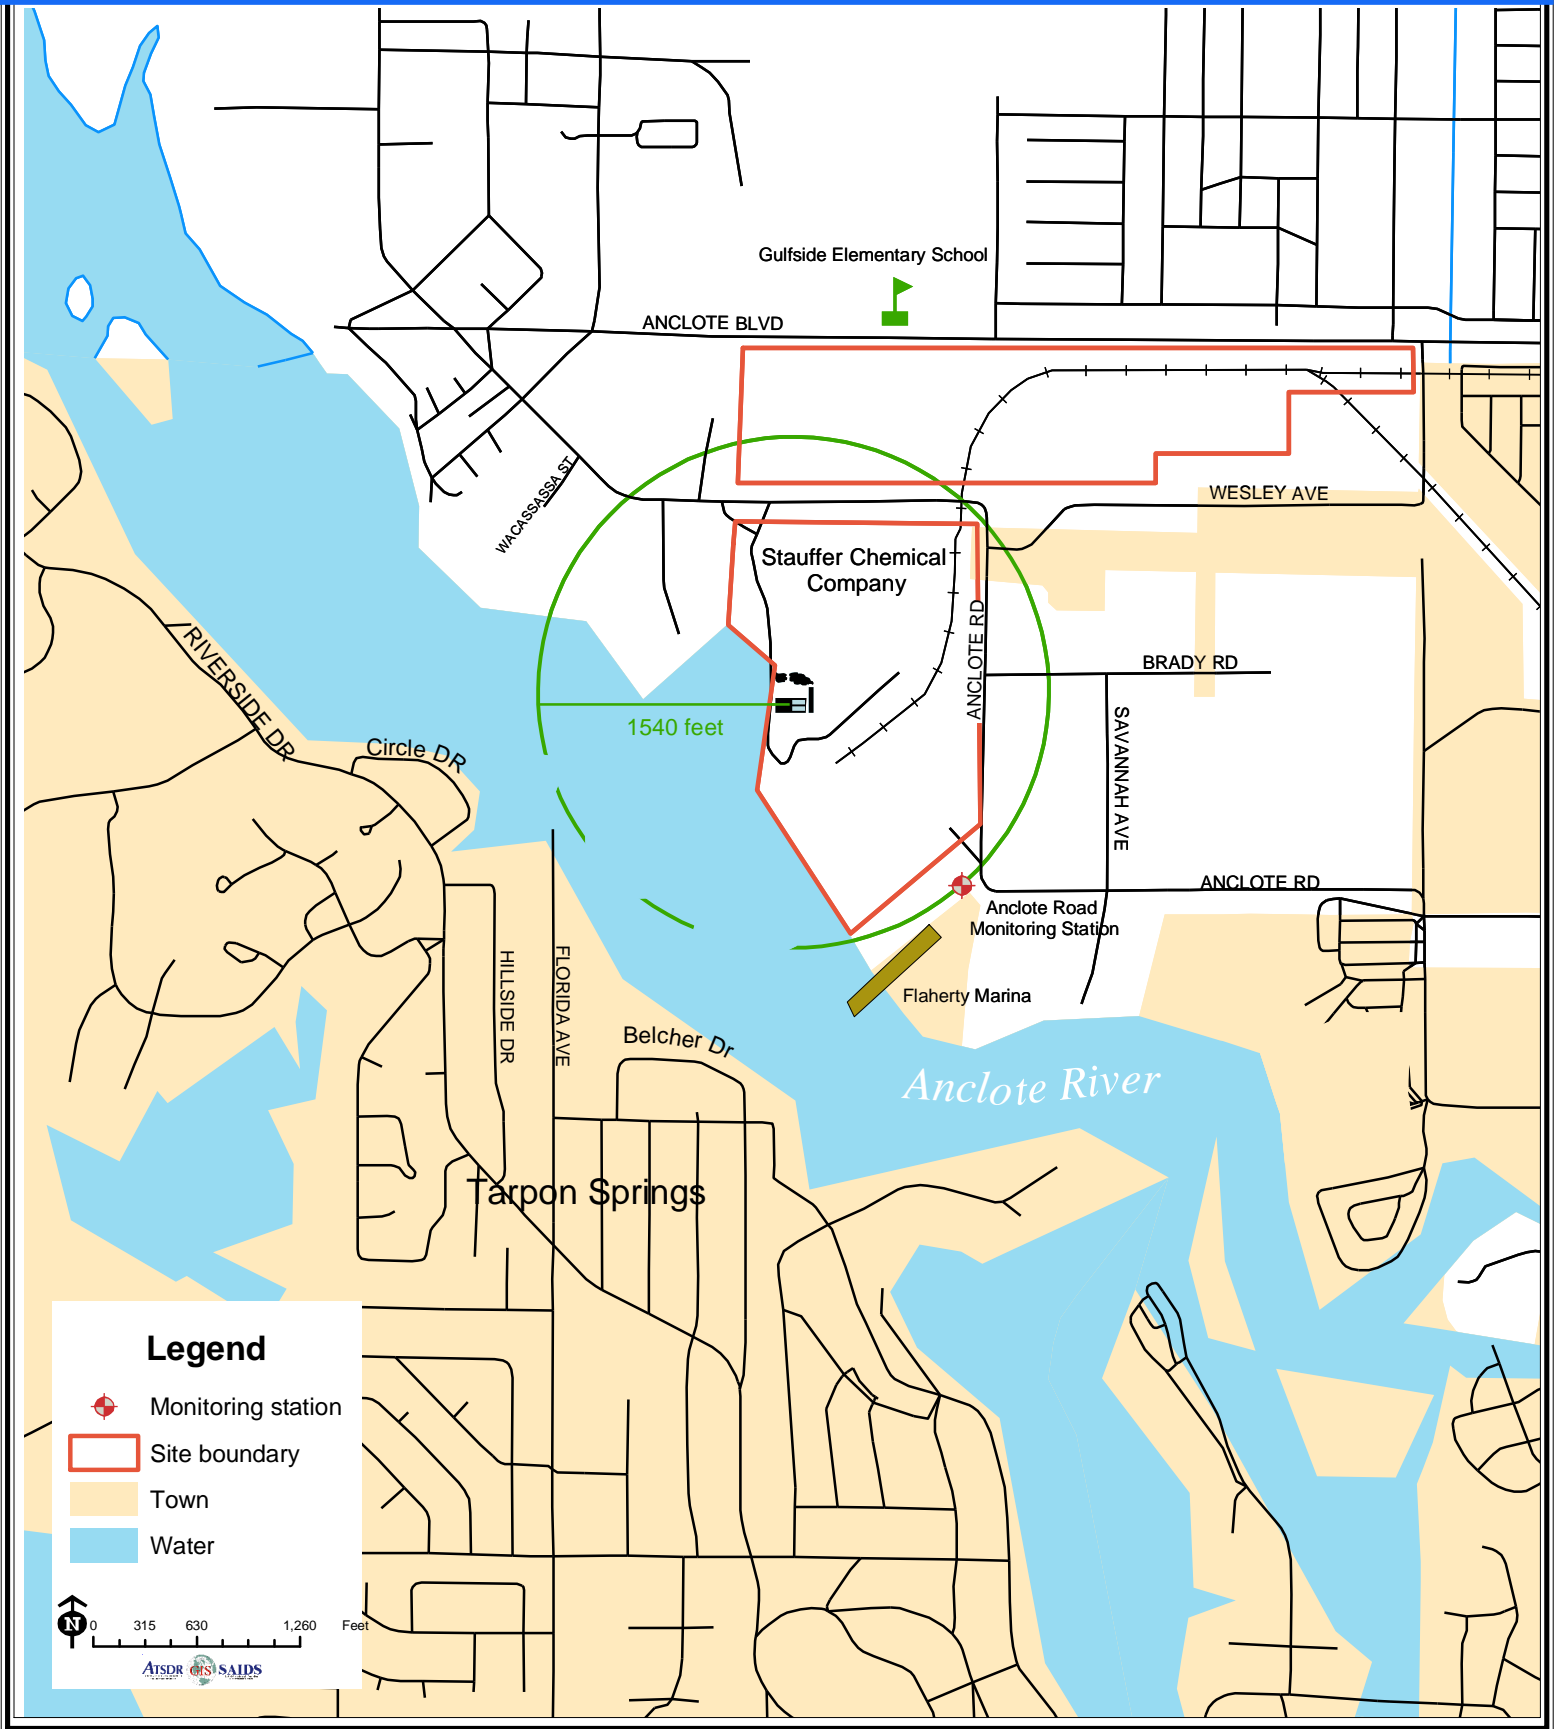 Gulfside Elementary School
ANCLOTE BLVD
WACASSASSA ST
WESLEY AVE
Stauffer Chemical
Company
ANCLOTE RD
BRADY RD
RIVERSIDE DR
SAVANNAH AVE
1540 feet
Circle DR
ANCLOTE RD
Anclote Road
Monitoring Station
HILLSIDE DR
FLORIDA AVE
Flaherty Marina
Belcher Dr
Anclote River
Tarpon Springs
Legend
Monitoring station
Site boundary
Town
Water
N
0 315 630 1,260 Feet
ATSDR GIS SAIDS